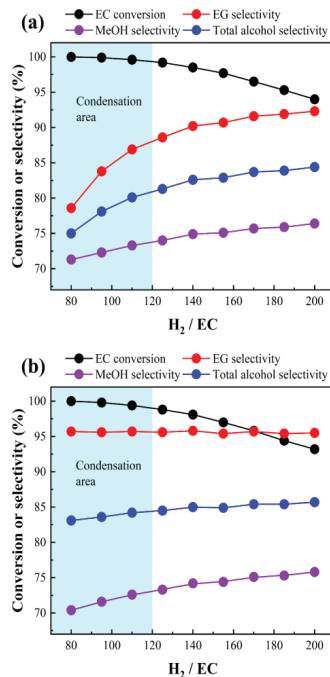 (a)
EC conversion EG selectivity
MeOH selectivity Total alcohol selectivity
Conversion or selectivity (%)
100
95
90
85
80
75
70
Condensation
area
80 100 120 140 160 180 200
H₂ / EC
(b)
EC conversion EG selectivity
MeOH selectivity Total alcohol selectivity
Conversion or selectivity (%)
100
95
90
85
80
75
70
Condensation
area
80 100 120 140 160 180 200
H₂ / EC